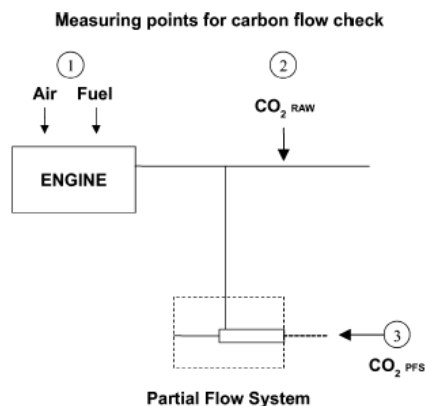 Measuring points for carbon flow check
1
2
Air Fuel
CO₂ RAW
ENGINE
3
CO₂ PFS
Partial Flow System